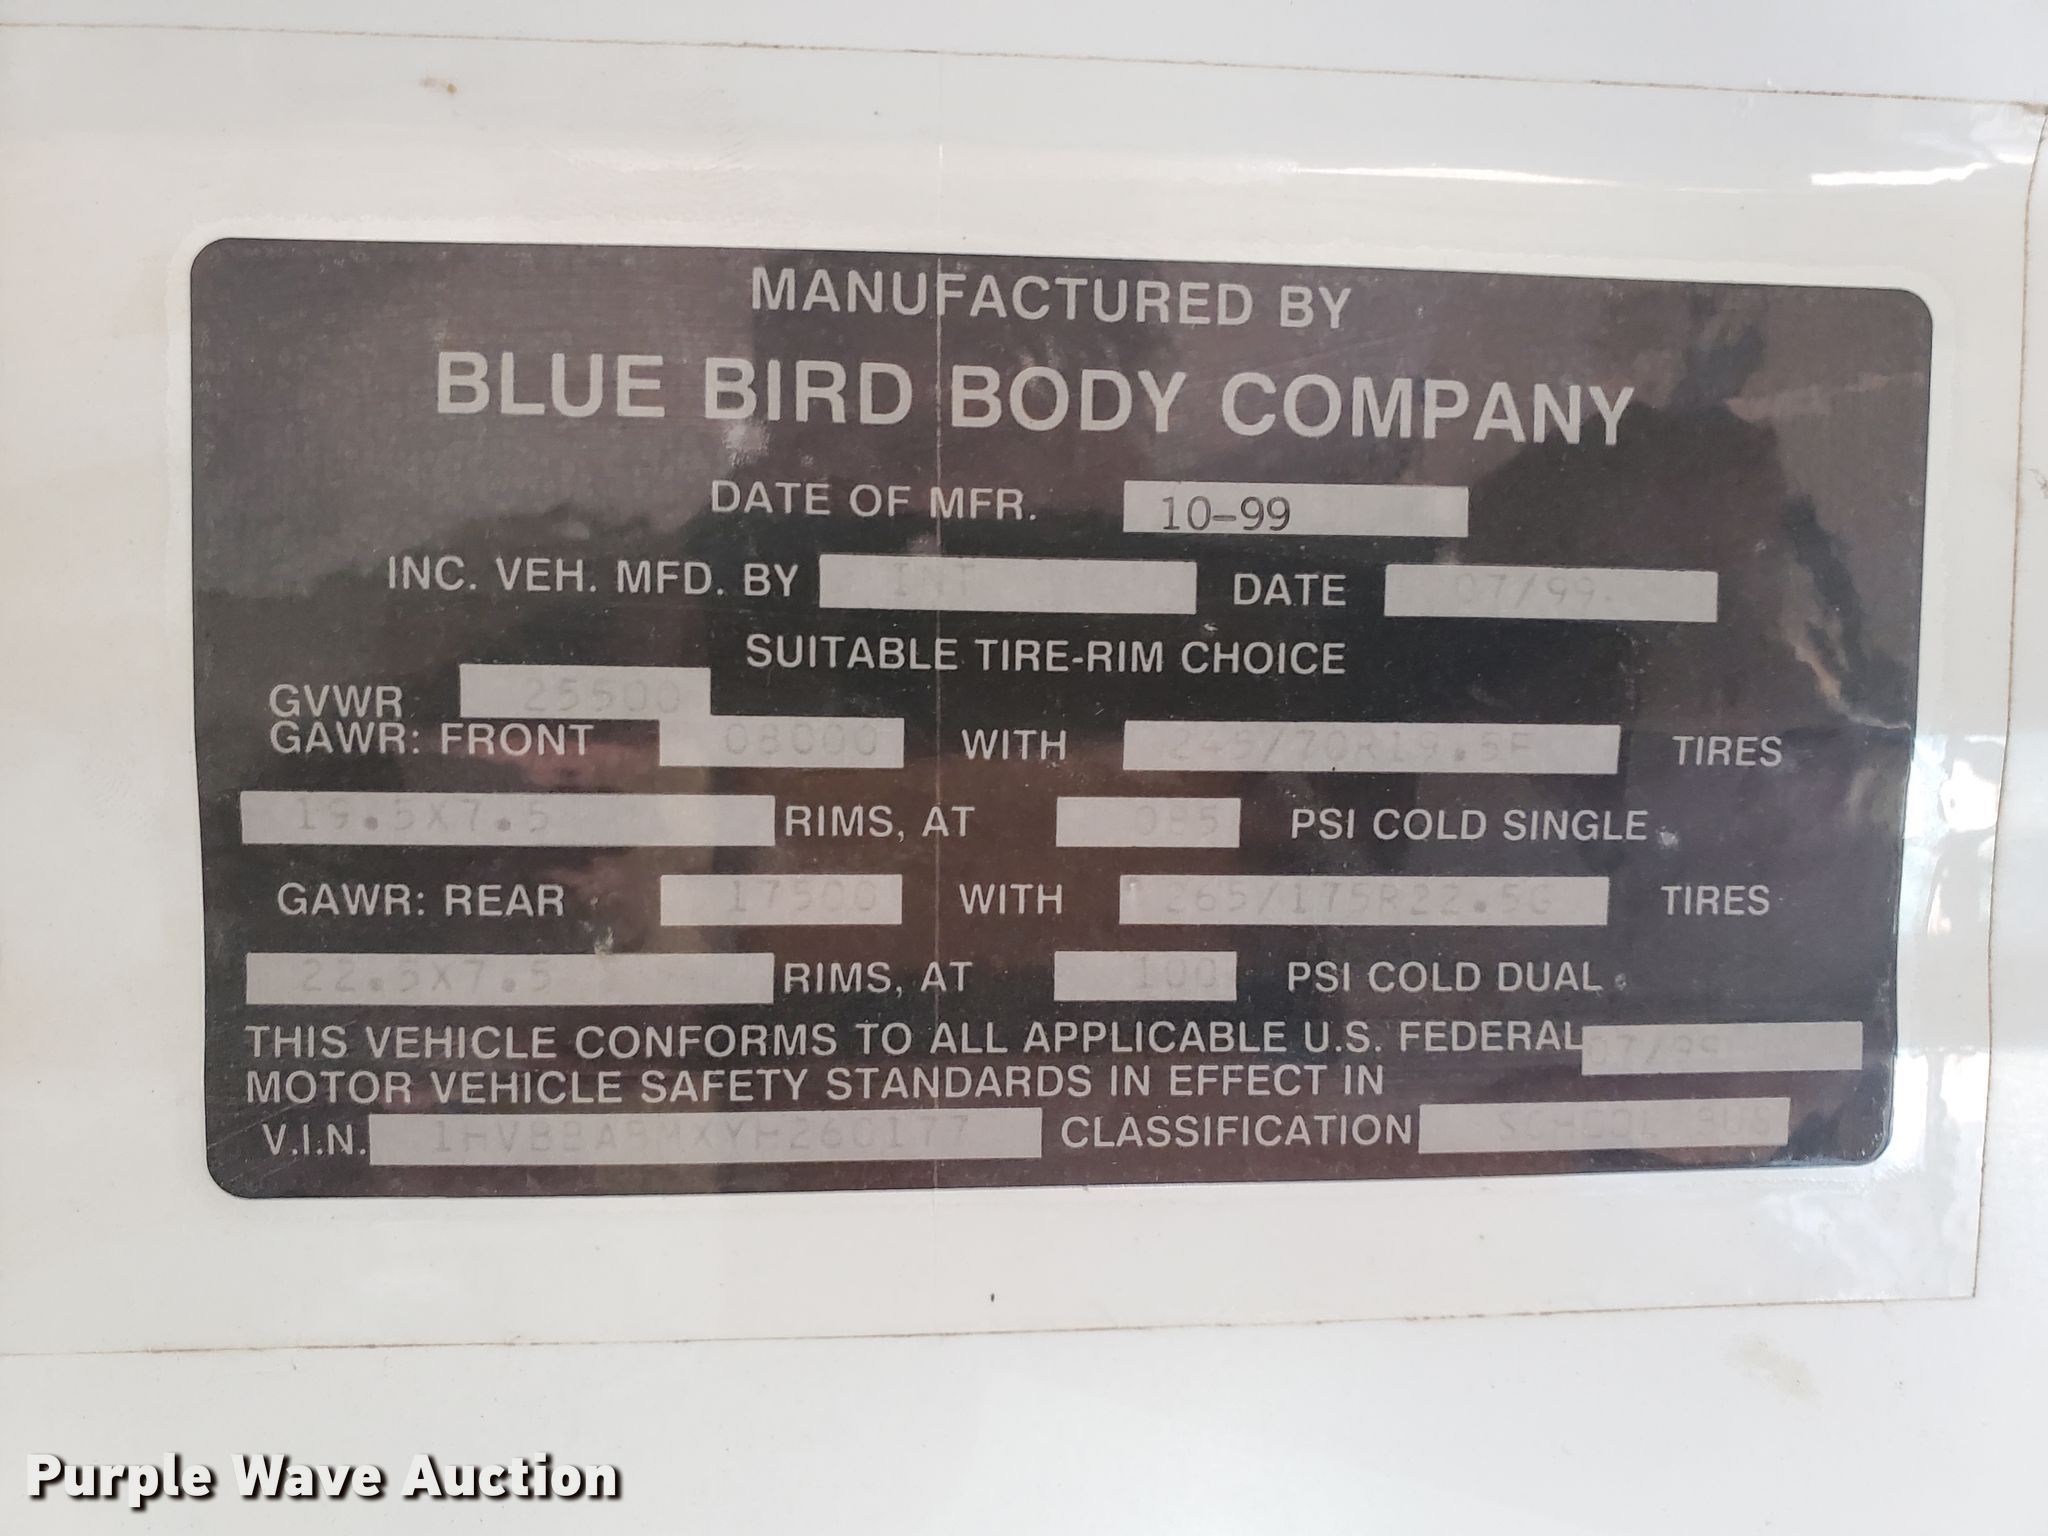 MANUFACTURED BY
BLUE BIRD BODY COMPANY
DATE OF MFR. 10-99
INC. VEH. MFD. BY INT DATE 07/99
SUITABLE TIRE-RIM CHOICE
GVWR 25500
GAWR: FRONT 08000 WITH 245/70R19.5F TIRES
19.5X7.5 RIMS, AT 085 PSI COLD SINGLE
GAWR: REAR 17500 WITH 265/175R22.5G TIRES
22.5X7.5 RIMS, AT 100 PSI COLD DUAL
THIS VEHICLE CONFORMS TO ALL APPLICABLE U.S. FEDERAL 07/99
MOTOR VEHICLE SAFETY STANDARDS IN EFFECT IN
V.I.N. CLASSIFICATION SCHOOL BUS
Purple Wave Auction